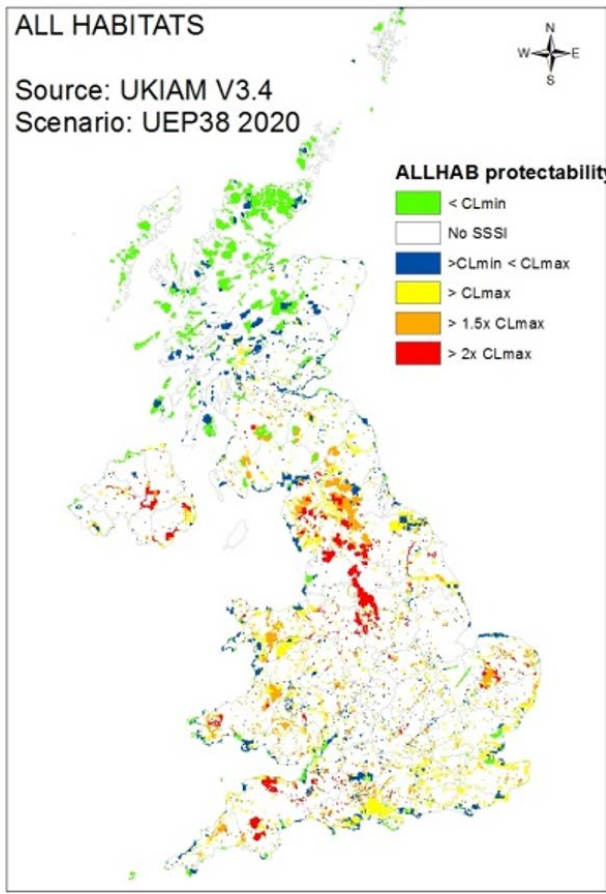 ALL HABITATS
Source: UKIAM V3.4
Scenario: UEP38 2020
N
W E
S
ALLHAB protectability
< CLmin
No SSSI
>CLmin < CLmax
> CLmax
> 1.5x CLmax
> 2x CLmax